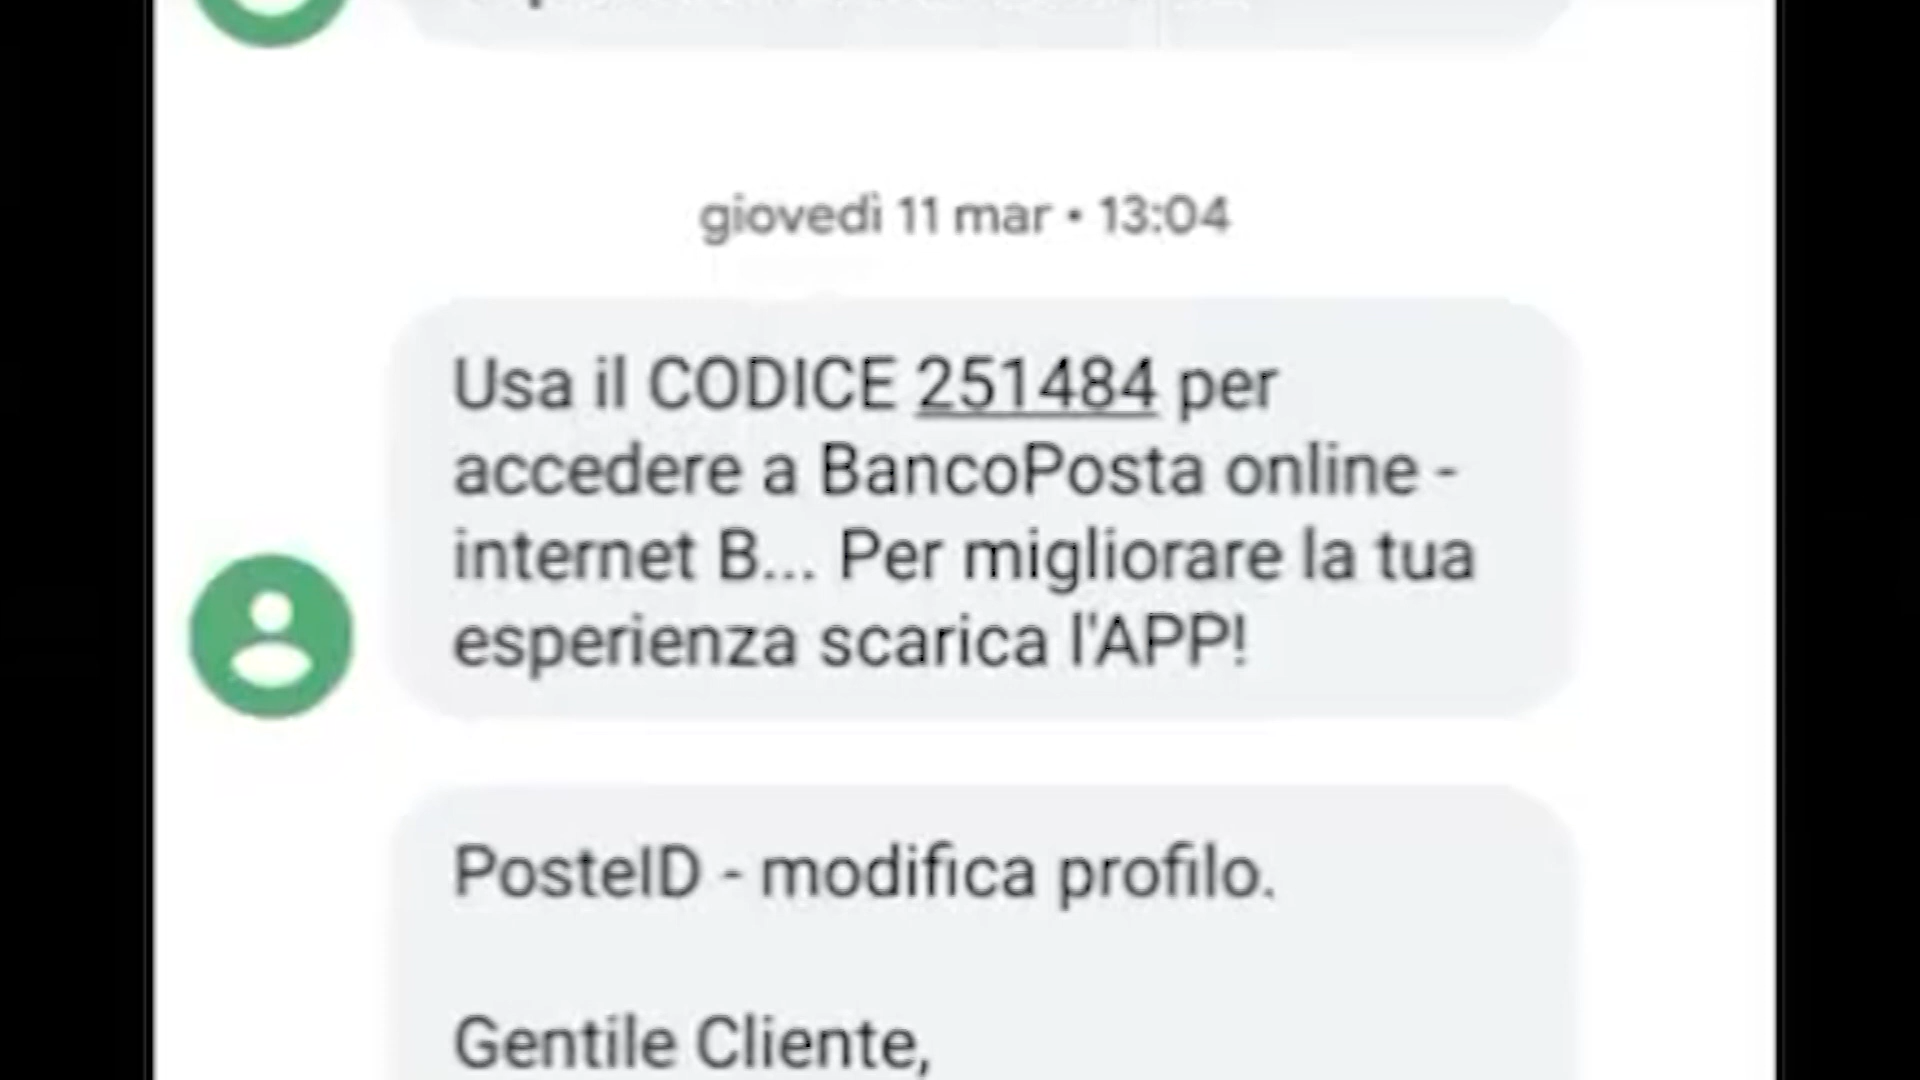 giovedì 11 mar • 13:04
Usa il CODICE 251484 per
accedere a BancoPosta online -
internet B... Per migliorare la tua
esperienza scarica l'APP!
PosteID - modifica profilo.
Gentile Cliente,